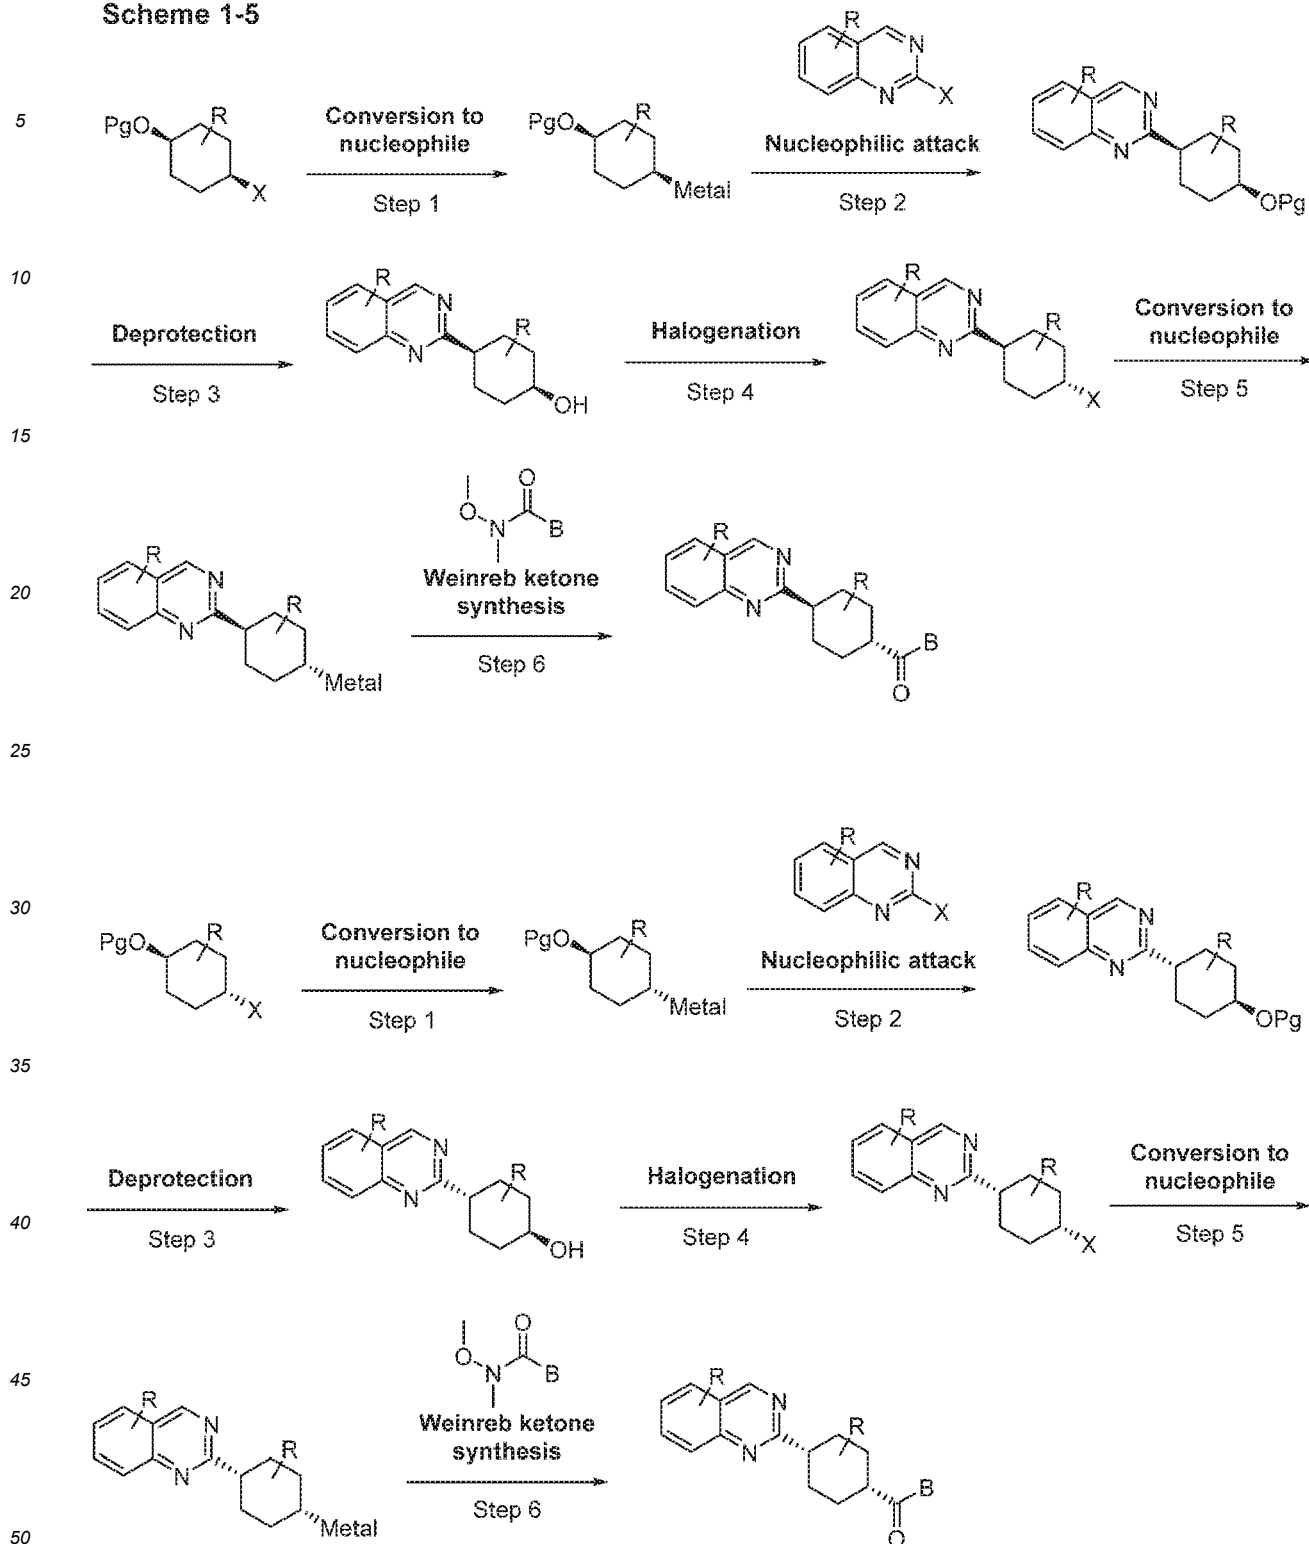 Scheme 1-5
R
N
N
X
5
PgO
R
X
Conversion to
nucleophile
Step 1
PgO
R
Metal
Nucleophilic attack
Step 2
R
N
N
R
OPg
10
Deprotection
Step 3
R
N
N
R
OH
Halogenation
Step 4
R
N
N
R
X
Conversion to
nucleophile
Step 5
15
O
O
N
B
Weinreb ketone
synthesis
Step 6
20
R
N
N
R
Metal
R
N
N
R
B
O
25
R
N
N
X
30
PgO
R
X
Conversion to
nucleophile
Step 1
PgO
R
Metal
Nucleophilic attack
Step 2
R
N
N
R
OPg
35
Deprotection
Step 3
R
N
N
R
OH
Halogenation
Step 4
R
N
N
R
X
Conversion to
nucleophile
Step 5
40
O
O
N
B
Weinreb ketone
synthesis
Step 6
45
R
N
N
R
Metal
R
N
N
R
B
O
50